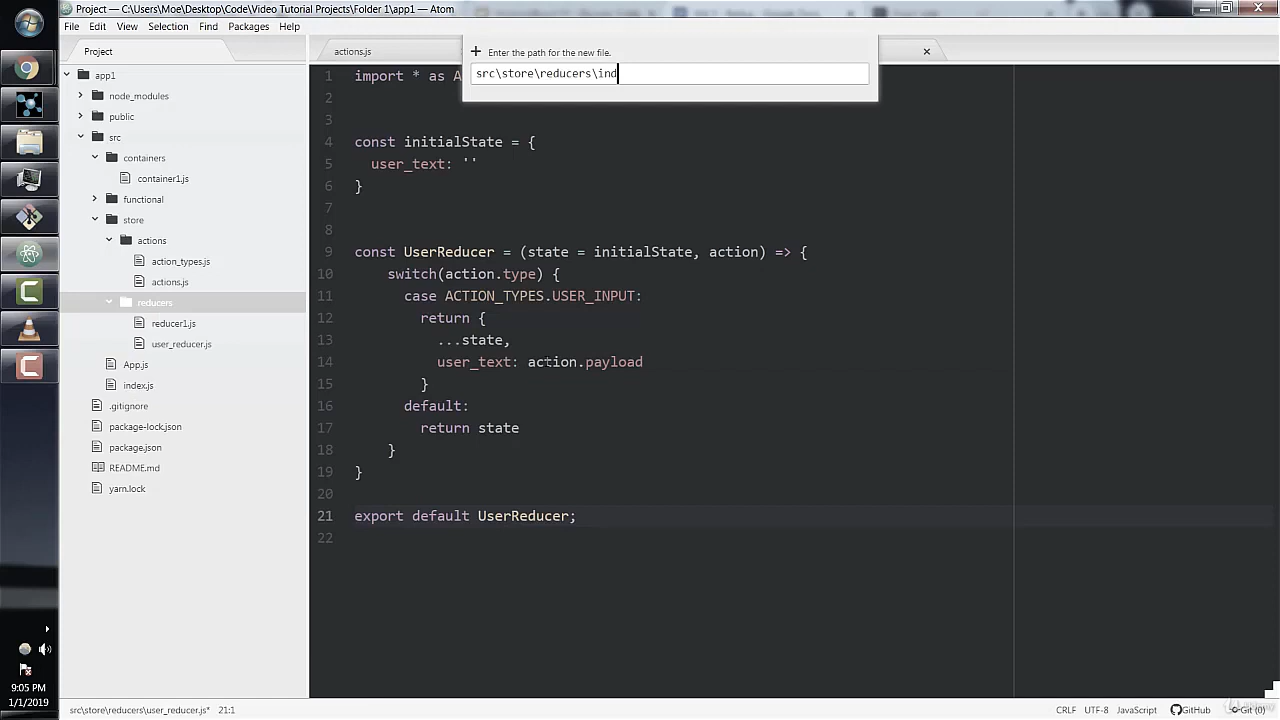 Project — C:\Users\Moe\Desktop\Code\Video Tutorial Projects\Folder 1\app1 — Atom
File Edit View Selection Find Packages Help
Project
actions.js
Enter the path for the new file.
src\store\reducers\ind
app1
node_modules
public
src
containers
container1.js
functional
store
actions
action_types.js
actions.js
reducers
reducer1.js
user_reducer.js
App.js
index.js
.gitignore
package-lock.json
package.json
README.md
yarn.lock
1 import * as A
2
3
4 const initialState = {
5 user_text: ''
6 }
7
8
9 const UserReducer = (state = initialState, action) => {
10 switch(action.type) {
11 case ACTION_TYPES.USER_INPUT:
12 return {
13 ...state,
14 user_text: action.payload
15 }
16 default:
17 return state
18 }
19 }
20
21 export default UserReducer;
22
9:05 PM
1/1/2019
src\store\reducers\user_reducer.js* 21:1
CRLF UTF-8 JavaScript GitHub Git (0)